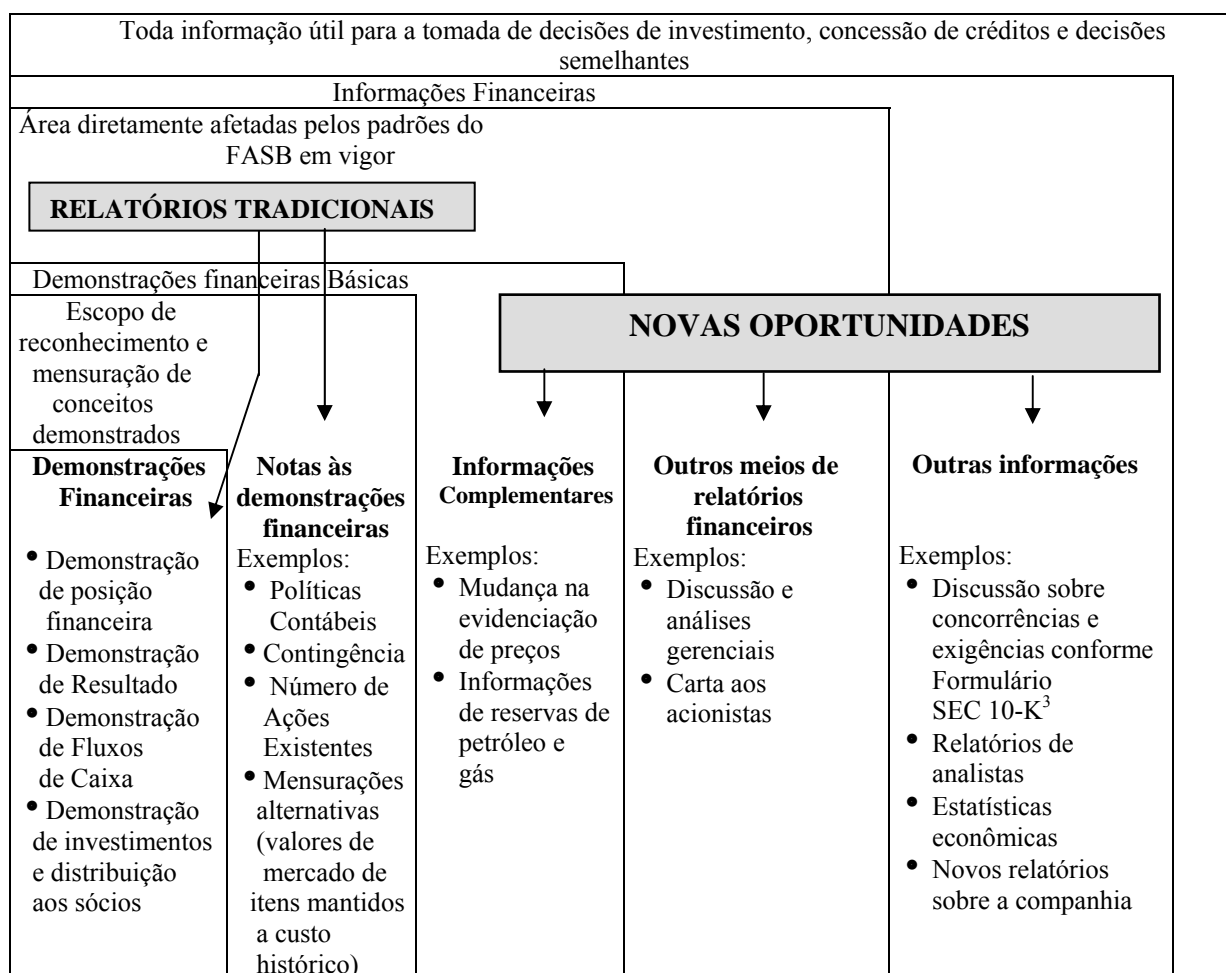 Toda informação útil para a tomada de decisões de investimento, concessão de créditos e decisões
semelhantes
Informações Financeiras
Área diretamente afetadas pelos padrões do
FASB em vigor
RELATÓRIOS TRADICIONAIS
Demonstrações financeiras Básicas
Escopo de
reconhecimento e
mensuração de
conceitos
demonstrados
NOVAS OPORTUNIDADES
Demonstrações
Financeiras
• Demonstração
de posição
financeira
• Demonstração
de Resultado
• Demonstração
de Fluxos
de Caixa
• Demonstração
de investimentos
e distribuição
aos sócios
Notas às
demonstrações
financeiras
Exemplos:
• Políticas
Contábeis
• Contingência
• Número de
Ações
Existentes
• Mensurações
alternativas
(valores de
mercado de
itens mantidos
a custo
histórico)
Informações
Complementares
Exemplos:
• Mudança na
evidenciação
de preços
• Informações
de reservas de
petróleo e
gás
Outros meios de
relatórios
financeiros
Exemplos:
• Discussão e
análises
gerenciais
• Carta aos
acionistas
Outras informações
Exemplos:
• Discussão sobre
concorrências e
exigências conforme
Formulário
SEC 10-K³
• Relatórios de
analistas
• Estatísticas
econômicas
• Novos relatórios
sobre a companhia